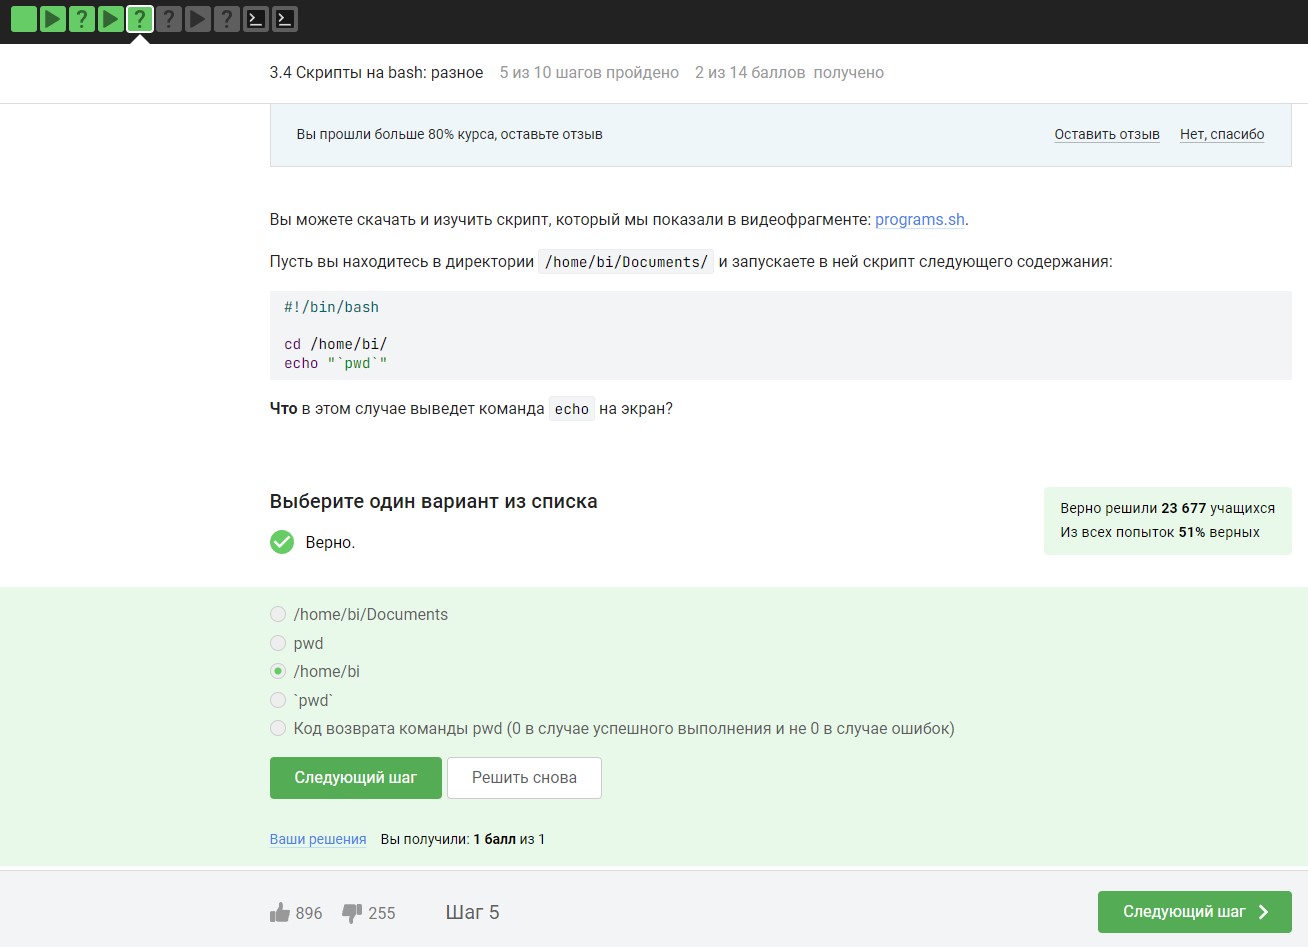 3.4 Скрипты на bash: разное 5 из 10 шагов пройдено 2 из 14 баллов получено
Вы прошли больше 80% курса, оставьте отзыв Оставить отзыв Нет, спасибо
Вы можете скачать и изучить скрипт, который мы показали в видеофрагменте: programs.sh.
Пусть вы находитесь в директории /home/bi/Documents/ и запускаете в ней скрипт следующего содержания:
#!/bin/bash
cd /home/bi/
echo "`pwd`"
Что в этом случае выведет команда echo на экран?
Выберите один вариант из списка
Верно решили 23 677 учащихся
Из всех попыток 51% верных
Верно.
/home/bi/Documents
pwd
/home/bi
`pwd`
Код возврата команды pwd (0 в случае успешного выполнения и не 0 в случае ошибок)
Следующий шаг Решить снова
Ваши решения Вы получили: 1 балл из 1
896 255 Шаг 5 Следующий шаг